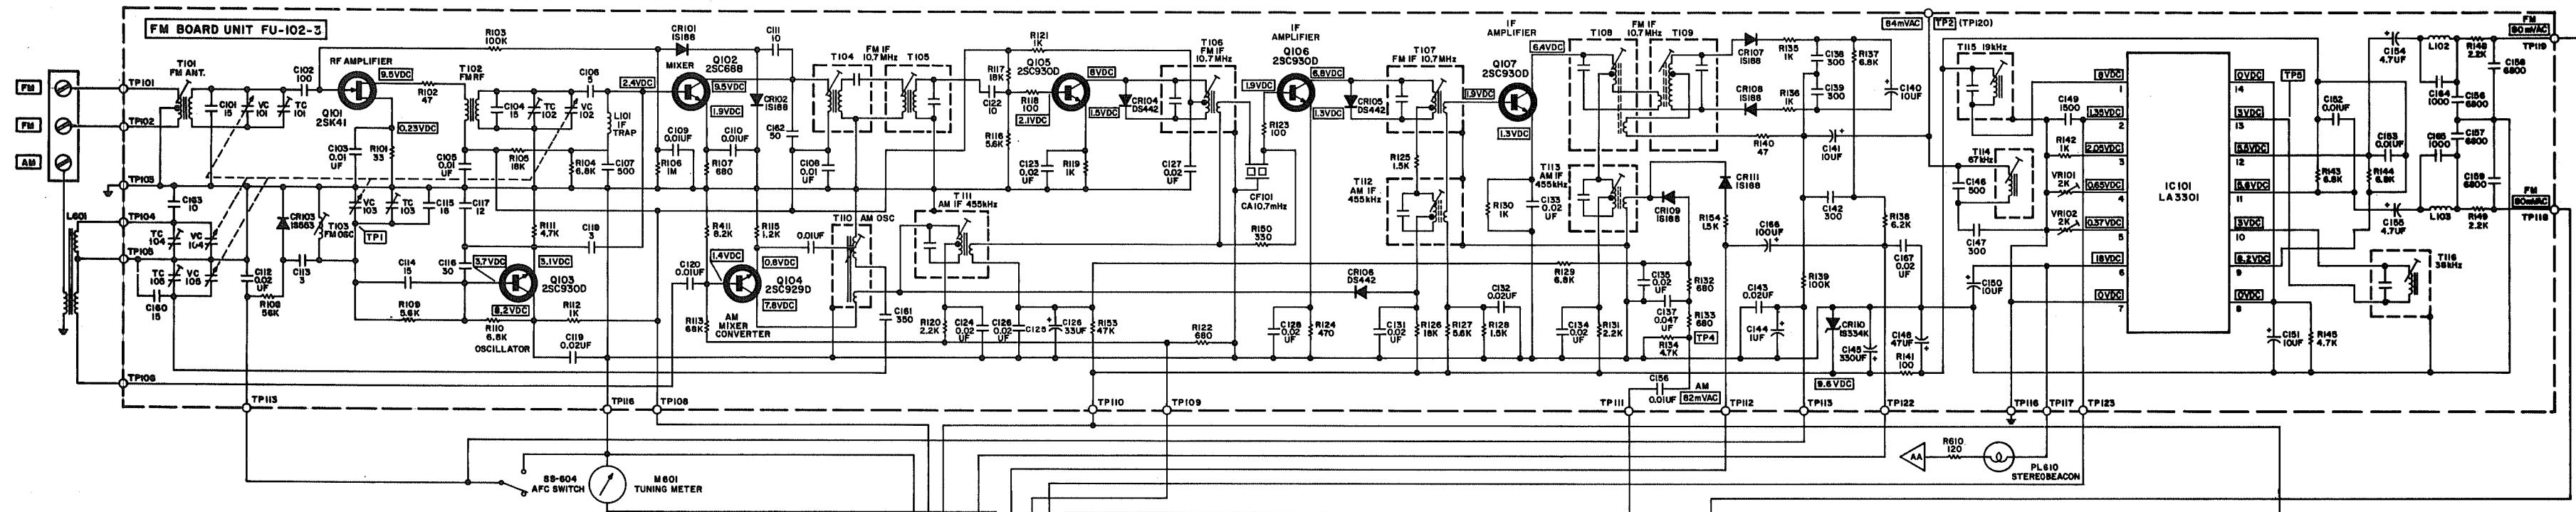 FM BOARD UNIT FU-102-3
FM
FM
AM
TP101
TP102
TP103
TP104
TP105
TP106
L601
T101
FM ANT.
C101
15
VC
101
TC
101
C102
100
RF AMPLIFIER
Q101
2SK41
9.5VDC
0.23VDC
R102
47
R103
100K
C103
0.01
UF
R101
33
T102
FM RF
C104
15
TC
102
VC
102
C106
5
C105
0.01
UF
R105
18K
R104
6.8K
L101
IF
TRAP
C107
500
2.4VDC
CR101
IS188
MIXER
Q102
2SC668
9.5VDC
1.9VDC
C109
0.01UF
R106
1M
R107
680
C110
0.01UF
CR102
IS188
C111
10
C162
50
C108
0.01
UF
T104
FM IF
10.7 MHz
T105
C122
10
R121
1K
R117
18K
R118
100
R116
5.6K
2.1VDC
Q105
2SC930D
8VDC
1.5VDC
C123
0.02
UF
R119
1K
CR104
DS442
T106
FM IF
10.7 MHz
C127
0.02
UF
R123
100
CF101
CA10.7mHz
R150
330
IF
AMPLIFIER
Q106
2SC930D
1.9VDC
6.8VDC
1.3VDC
CR105
DS442
T107
FM IF 10.7MHz
R125
1.5K
T112
AM IF
455kHz
IF
AMPLIFIER
Q107
2SC930D
1.9VDC
6.4VDC
1.3VDC
R130
1K
C133
0.02
UF
T108
FM IF
10.7 MHz
T109
T113
AM IF
455kHz
CR107
IS188
CR108
IS188
R135
1K
R136
1K
C138
300
C139
300
R137
6.8K
C140
10UF
R140
47
C141
10UF
CR109
IS188
CR111
IS188
R154
1.5K
C142
300
C166
100UF
R138
6.2K
C167
0.02
UF
84mVAC
TP2 (TP120)
T115 19kHz
T114
67kHz
C149
1500
R142
1K
C146
500
VR101
2K
VR102
2K
C147
300
C150
10UF
8VDC
1
1.35VDC
2
2.05VDC
3
0.65VDC
4
0.37VDC
5
18VDC
6
0VDC
7
IC101
LA3301
0VDC
14
3VDC
13
5.5VDC
12
5.6VDC
11
3VDC
10
8.2VDC
9
0VDC
8
TP5
C152
0.01UF
C153
0.01UF
R143
6.8K
R144
6.8K
C154
4.7UF
C155
4.7UF
L102
L103
R148
2.2K
R149
2.2K
C164
1000
C165
1000
C156
6800
C157
6800
C158
6800
C159
6800
FM
80mVAC
TP119
FM
80mVAC
TP118
T116
38kHz
C151
10UF
R145
4.7K
C163
10
TC
104
VC
104
TC
105
VC
105
C160
15
C112
0.02
UF
CR103
IS553
T103
FM OSC
C113
3
R108
56K
VC
103
TC
103
C115
16
C117
12
TP1
C114
15
C116
30
R109
5.6K
R110
6.8K
OSCILLATOR
3.7VDC
3.1VDC
8.2VDC
Q103
2SC930D
R111
4.7K
C118
3
R112
1K
C119
0.02UF
R411
8.2K
R115
1.2K
0.01UF
C120
0.01UF
1.4VDC
0.8VDC
7.8VDC
Q104
2SC929D
R113
68K
AM
MIXER
CONVERTER
T110
AM OSC
T111
AM IF 455kHz
C161
350
R120
2.2K
C124
0.02
UF
C126
0.02
UF
C125
C126
33UF
R153
47K
R122
680
C128
0.02
UF
R124
470
CR106
DS442
C131
0.02
UF
R126
18K
R127
5.6K
R128
1.5K
C132
0.02UF
R129
6.8K
C134
0.02
UF
R131
2.2K
C135
0.02
UF
C137
0.047
UF
R132
680
R133
680
R134
4.7K
TP4
C143
0.02UF
R139
100K
C144
1UF
CR110
IS334K
C145
330UF
C148
47UF
R141
100
9.6VDC
C156
0.01UF
AM
82mVAC
TP113
TP116
TP108
TP110
TP109
TP111
TP112
TP113
TP122
TP116
TP117
TP123
SS-604
AFC SWITCH
M601
TUNING METER
AA
R610
120
PL610
STEREOBEACON